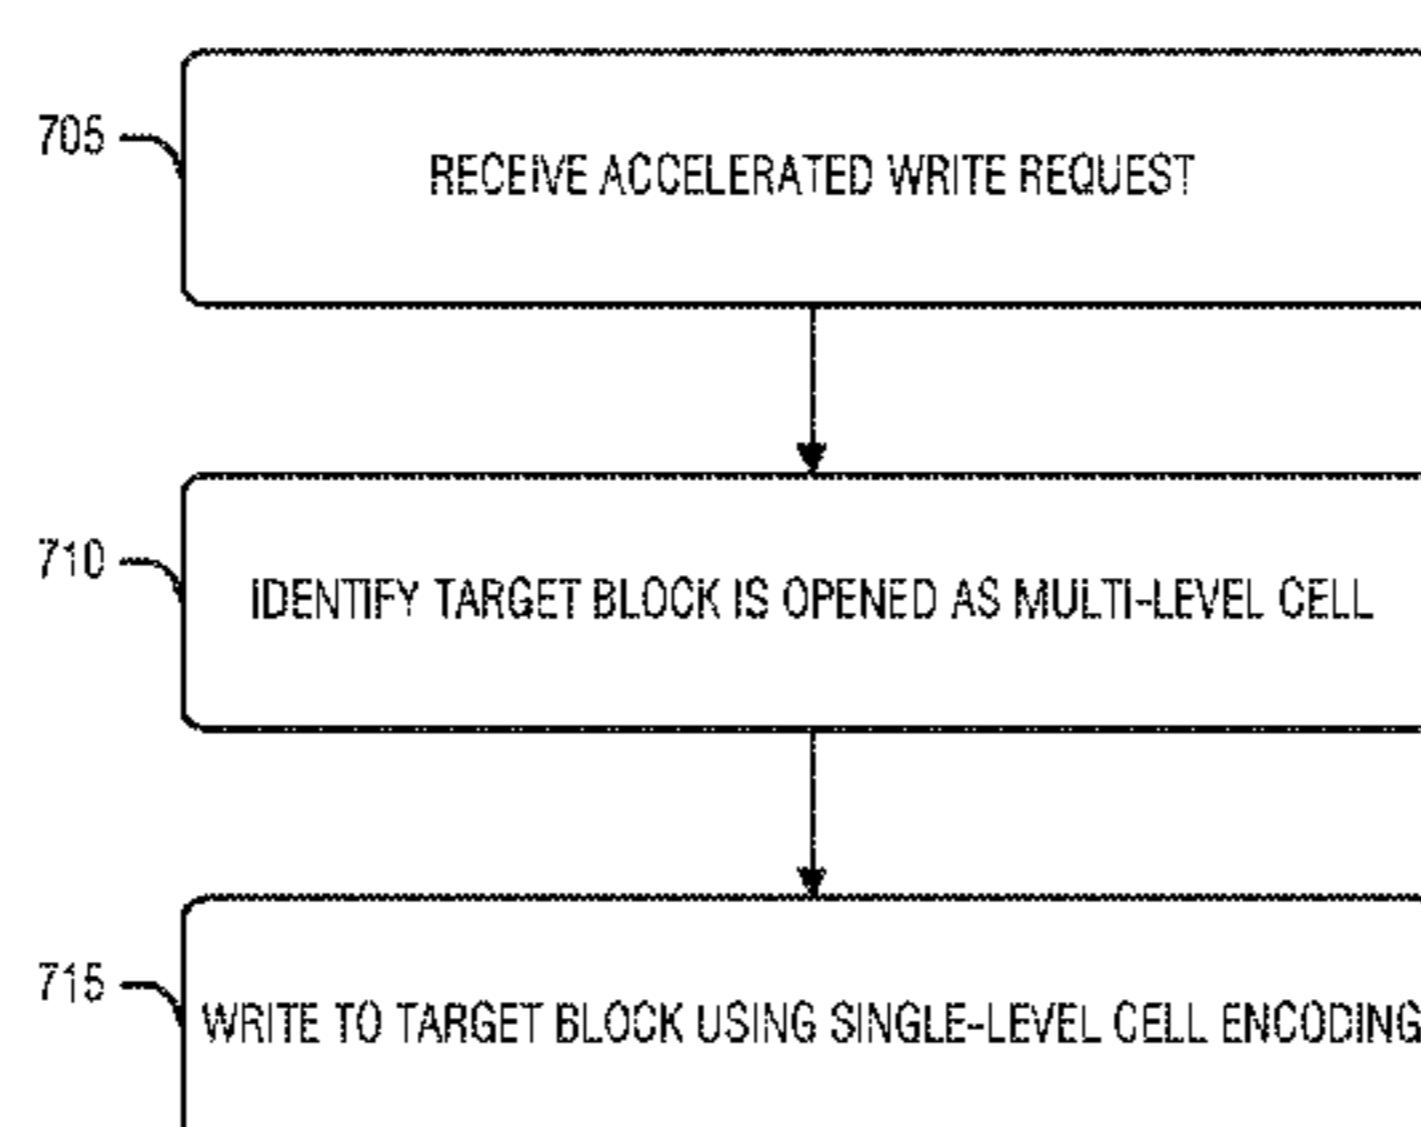 705
RECEIVE ACCELERATED WRITE REQUEST
710
IDENTIFY TARGET BLOCK IS OPENED AS MULTI-LEVEL CELL
715
WRITE TO TARGET BLOCK USING SINGLE-LEVEL CELL ENCODING